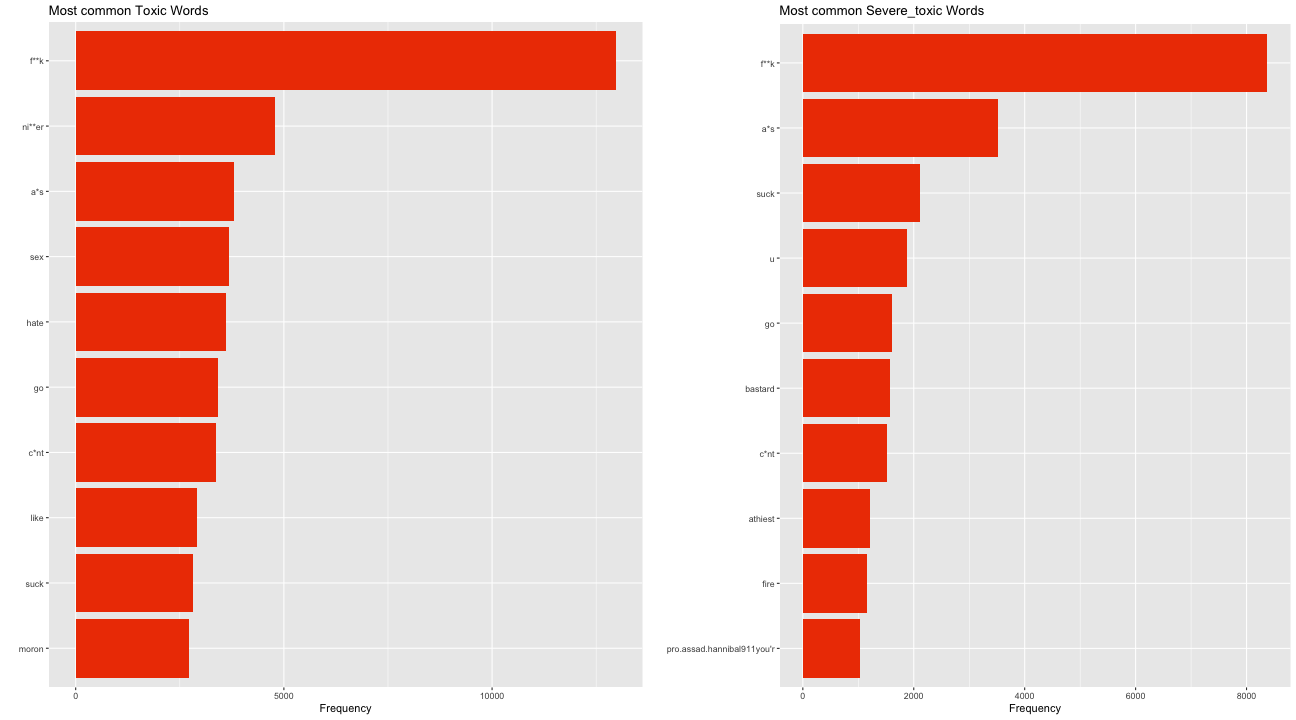 Most common Toxic Words
f**k
ni**er
a*s
sex
hate
go
c*nt
like
suck
moron
0 5000 10000
Frequency
Most common Severe_toxic Words
f**k
a*s
suck
u
go
bastard
c*nt
athiest
fire
pro.assad.hannibal911you'r
0 2000 4000 6000 8000
Frequency